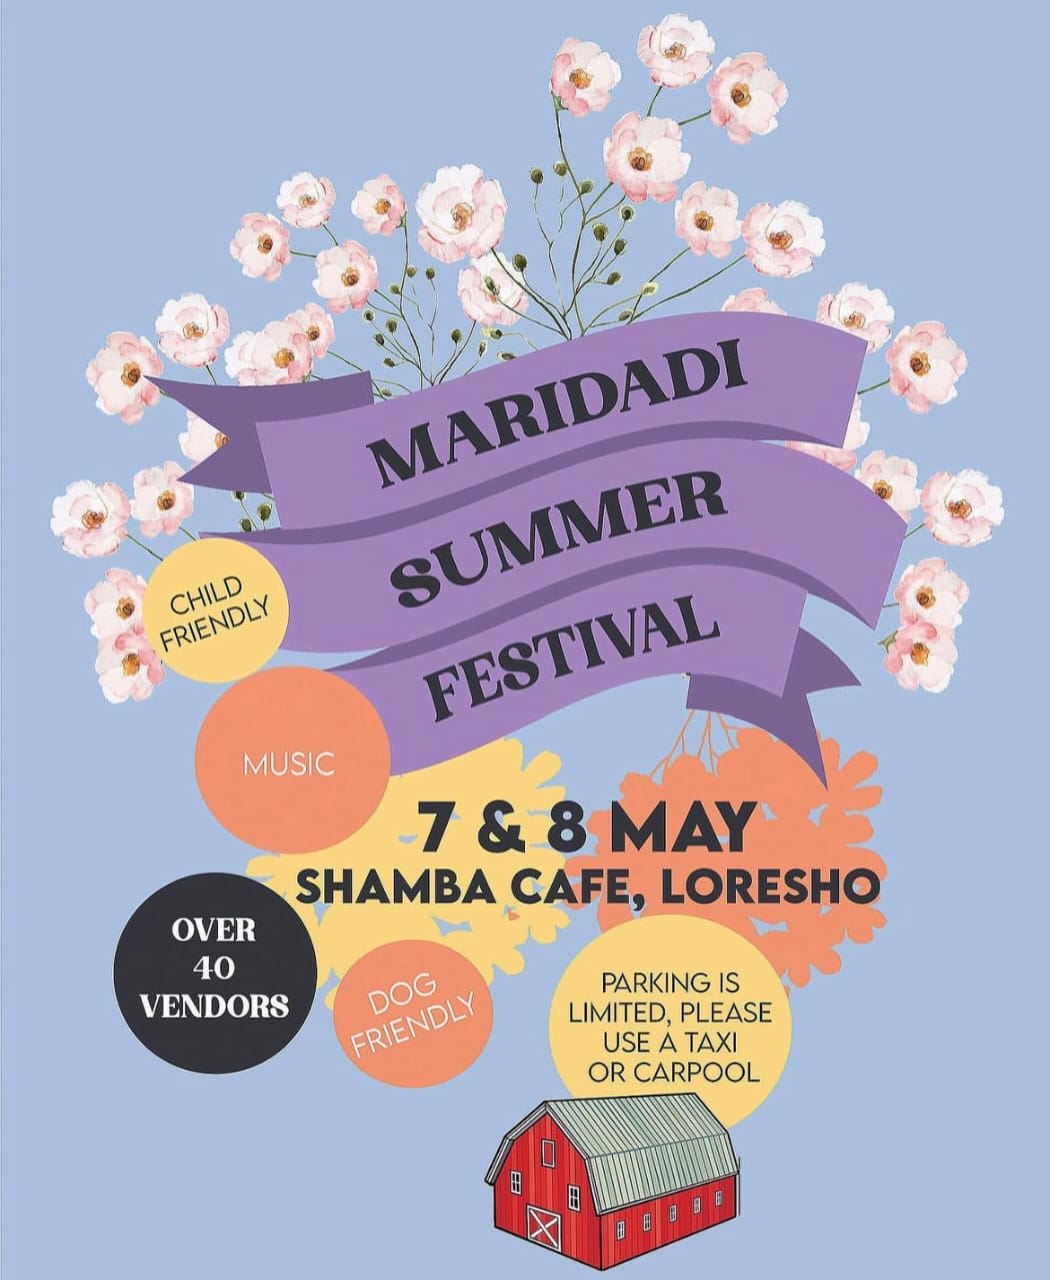 MARIDADI
SUMMER
FESTIVAL
CHILD
FRIENDLY
MUSIC
7 & 8 MAY
SHAMBA CAFE, LORESHO
OVER
40
VENDORS
DOG
FRIENDLY
PARKING IS
LIMITED, PLEASE
USE A TAXI
OR CARPOOL